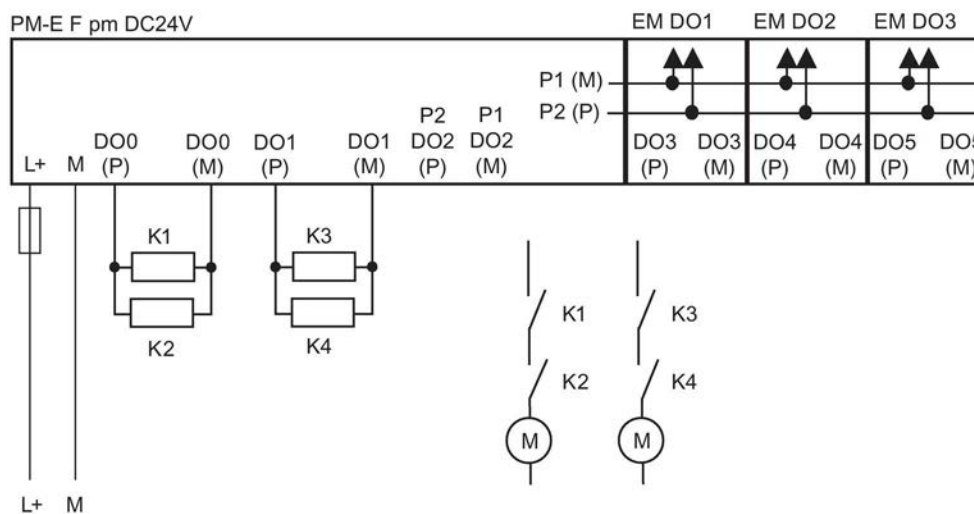 PM-E F pm DC24V
EM DO1 EM DO2 EM DO3
P1 (M)
P2 (P)
L+ M DO0 (P) DO0 (M) DO1 (P) DO1 (M) P2 DO2 (P) P1 DO2 (M) DO3 (P) DO3 (M) DO4 (P) DO4 (M) DO5 (P) DO5 (M)
K1 K3
K2 K4
K1 K3
K2 K4
M M
L+ M